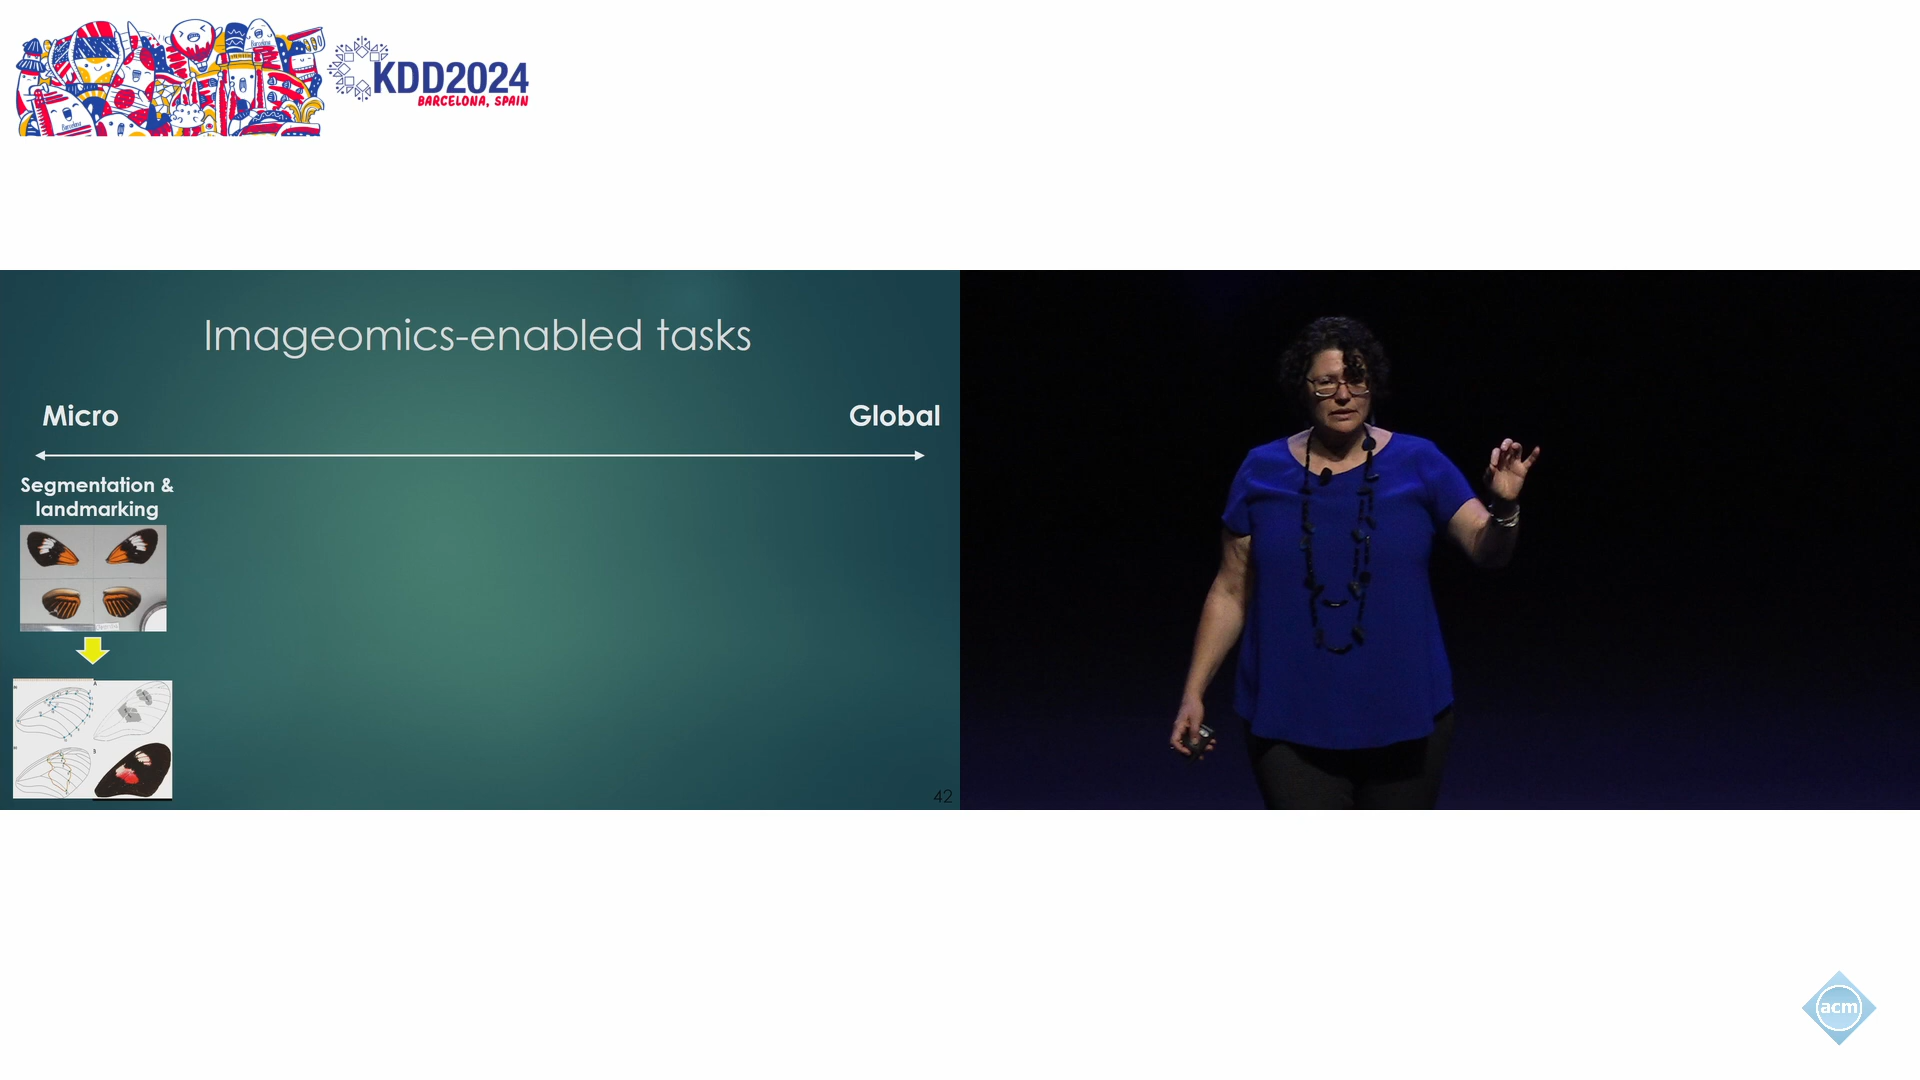 KDD2024
BARCELONA, SPAIN
Imageomics-enabled tasks
Micro
Global
Segmentation &
landmarking
42
acm